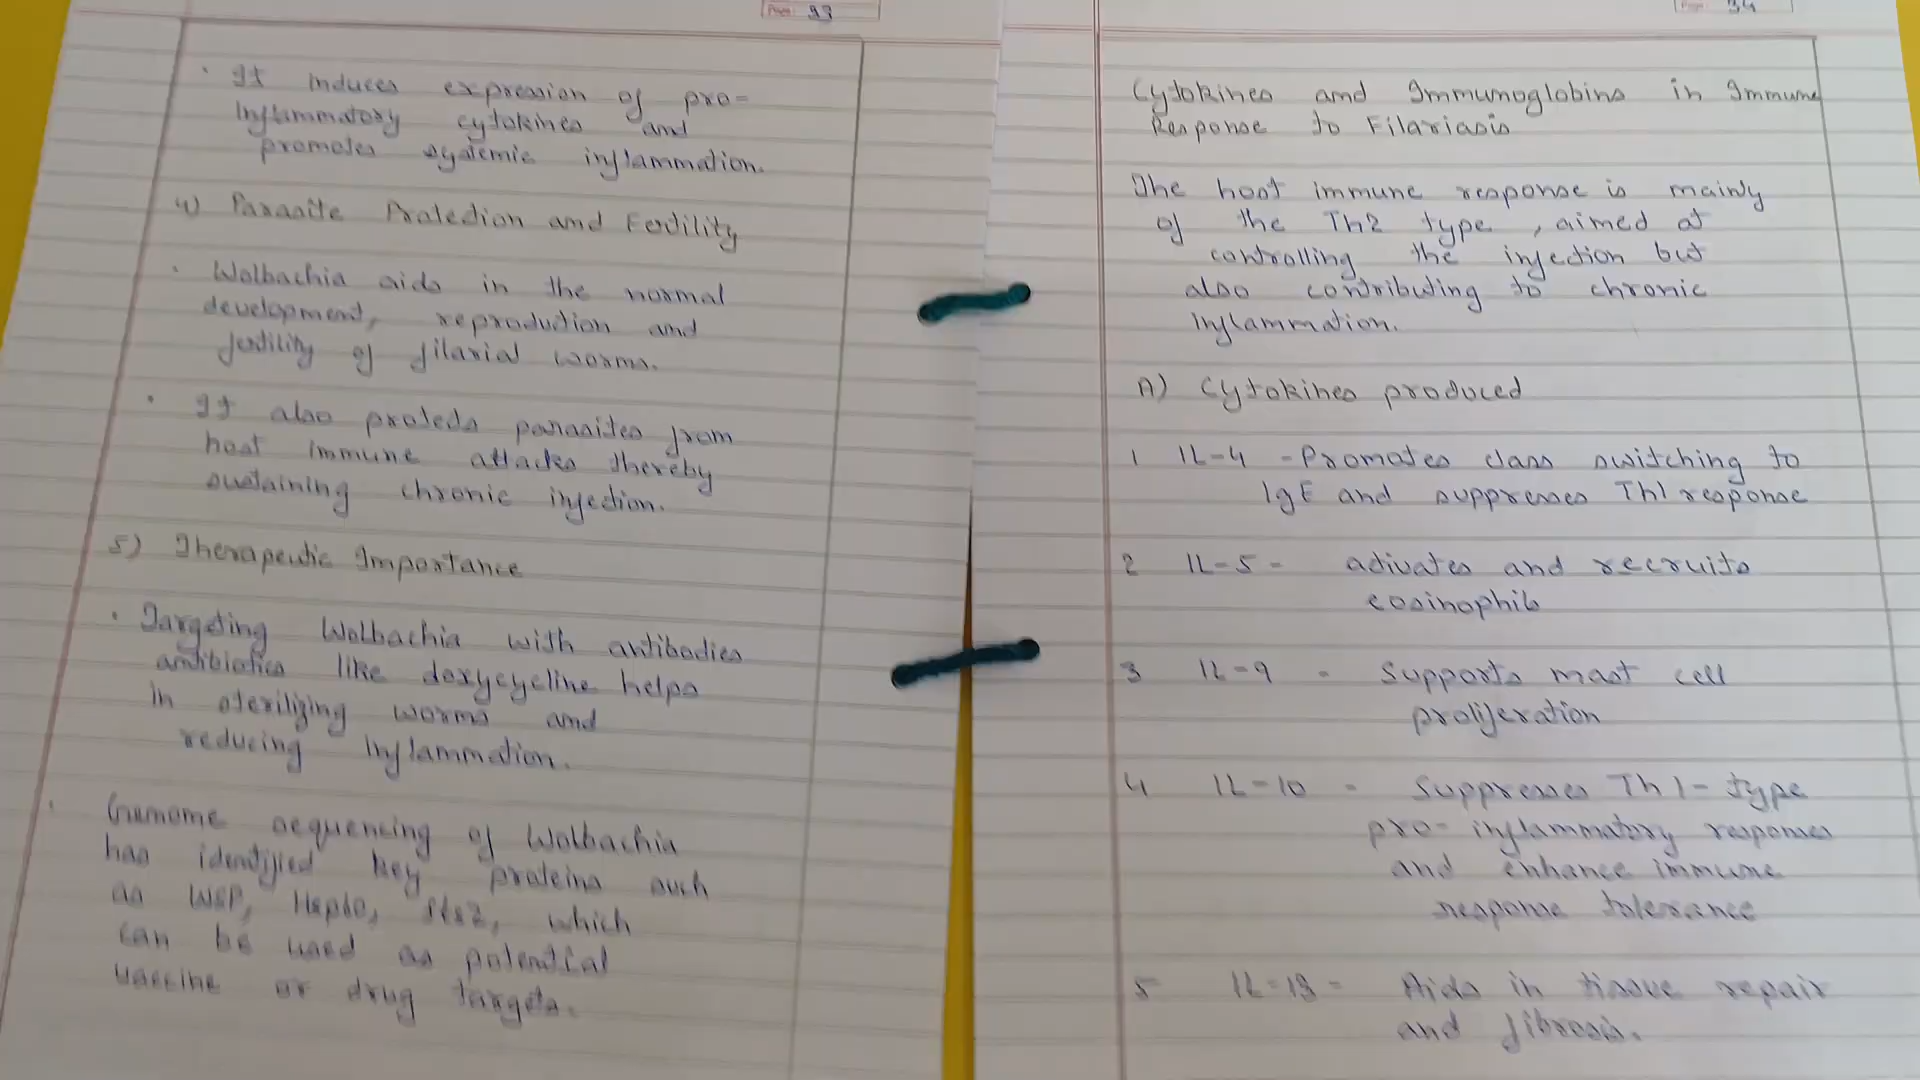 Page: 33
• It induces expression of pro-
inflammatory cytokines and
promotes systemic inflammation.
4) Parasite Protection and Fertility
• Wolbachia aids in the normal
development, reproduction and
fertility of filarial worms.
• It also protects parasites from
host immune attacks thereby
sustaining chronic infection.
5) Therapeutic Importance
• Targeting Wolbachia with antibodies
antibiotics like doxycycline helps
in sterilizing worms and
reducing inflammation.
• Genome sequencing of Wolbachia
has identified key proteins such
as WSP, Hsp60, ftsZ, which
can be used as potential
vaccine or drug targets.
Page: 34
Cytokines and Immunoglobins in Immune
Response to Filariasis
The host immune response is mainly
of the Th2 type, aimed at
controlling the infection but
also contributing to chronic
inflammation.
A) Cytokines produced
1 IL-4 - Promotes class switching to
IgE and suppresses Th1 response
2 IL-5 - activates and recruits
eosinophils
3 IL-9 - Supports mast cell
proliferation
4 IL-10 - Suppresses Th1-type
pro-inflammatory responses
and enhance immune
response tolerance
5 IL-13 - Aids in tissue repair
and fibrosis.